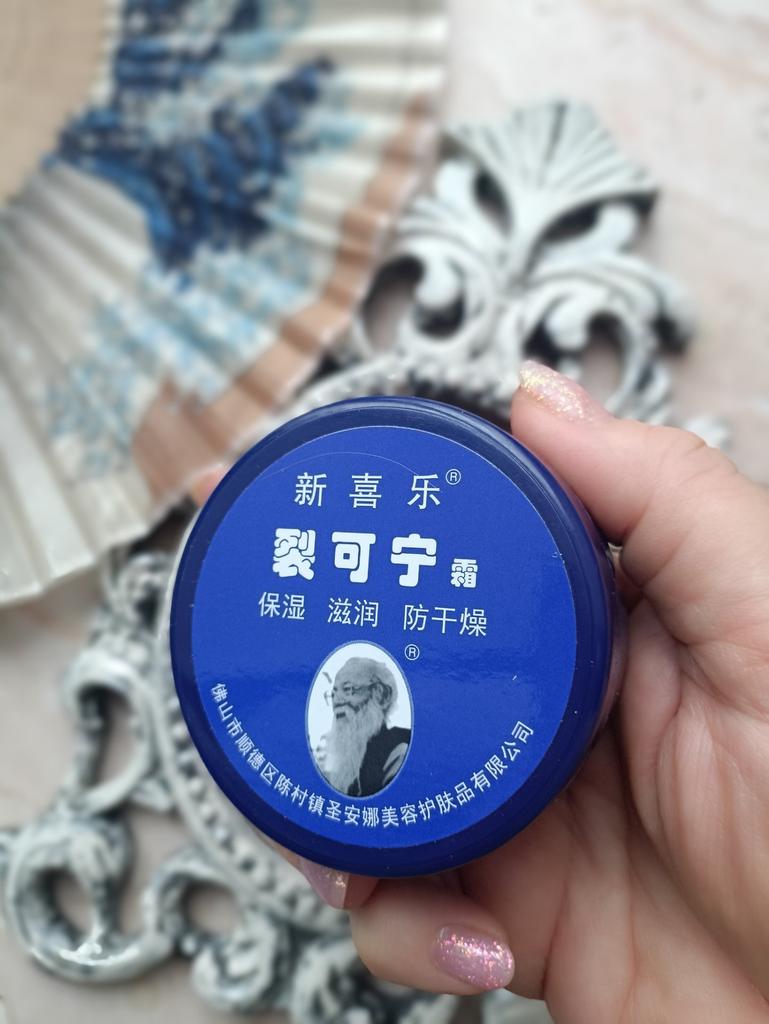 新喜乐®
裂可宁霜
保湿 滋润 防干燥
®
佛山市顺德区陈村镇圣安娜美容护肤品有限公司